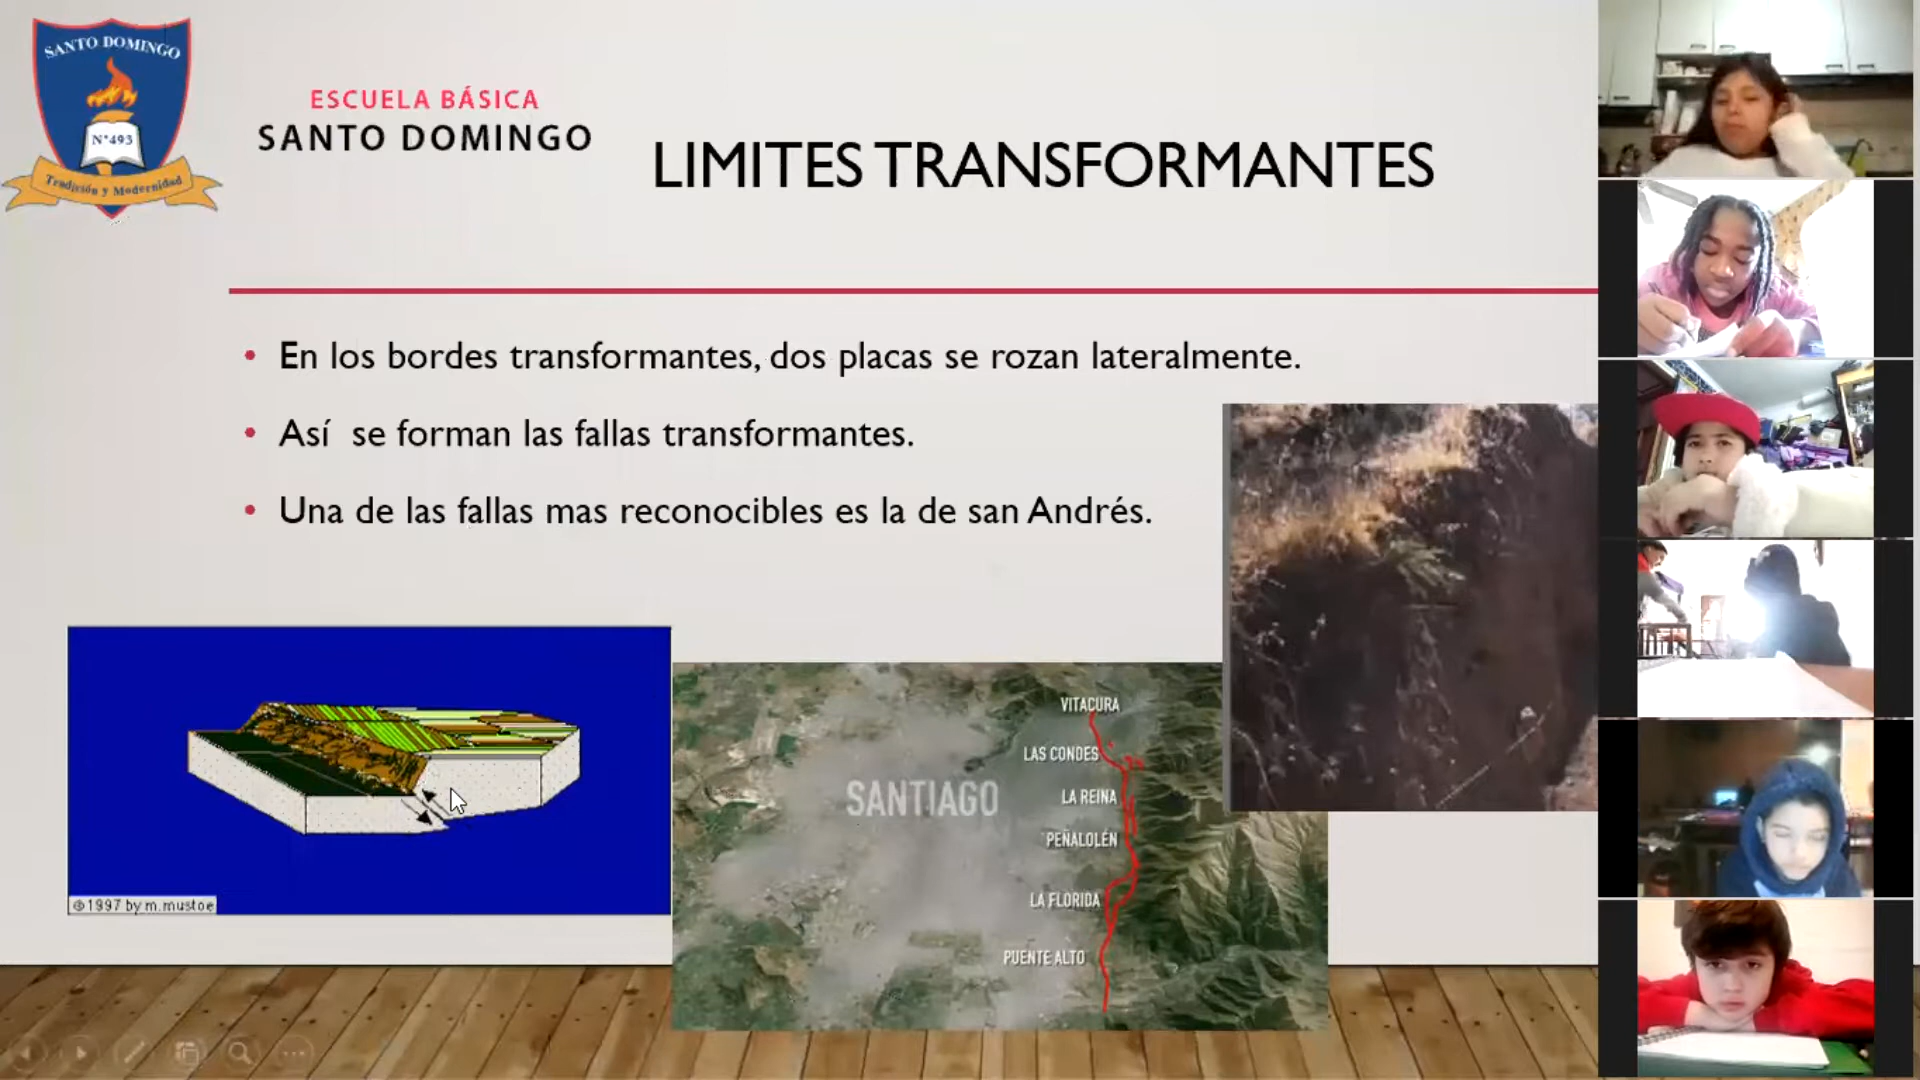 SANTO DOMINGO
N°493
Tradición y Modernidad
ESCUELA BÁSICA
SANTO DOMINGO
LIMITES TRANSFORMANTES
• En los bordes transformantes, dos placas se rozan lateralmente.
• Así se forman las fallas transformantes.
• Una de las fallas mas reconocibles es la de san Andrés.
©1997 by m.mustoe
VITACURA
LAS CONDES
SANTIAGO
LA REINA
PEÑALOLÉN
LA FLORIDA
PUENTE ALTO